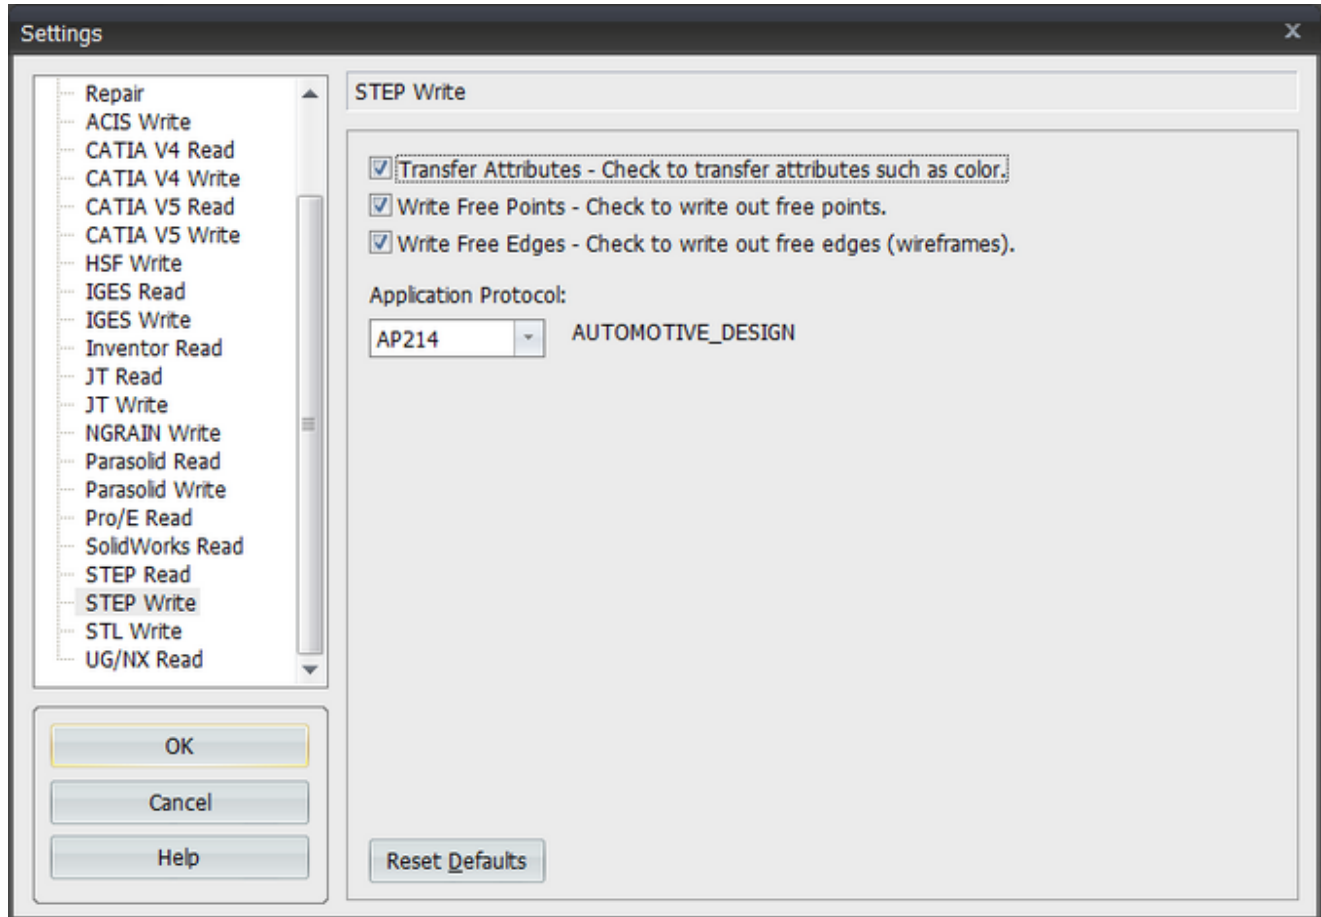 Settings
x
Repair
ACIS Write
CATIA V4 Read
CATIA V4 Write
CATIA V5 Read
CATIA V5 Write
HSF Write
IGES Read
IGES Write
Inventor Read
JT Read
JT Write
NGRAIN Write
Parasolid Read
Parasolid Write
Pro/E Read
SolidWorks Read
STEP Read
STEP Write
STL Write
UG/NX Read
OK
Cancel
Help
STEP Write
Transfer Attributes - Check to transfer attributes such as color.
Write Free Points - Check to write out free points.
Write Free Edges - Check to write out free edges (wireframes).
Application Protocol:
AP214 AUTOMOTIVE_DESIGN
Reset Defaults